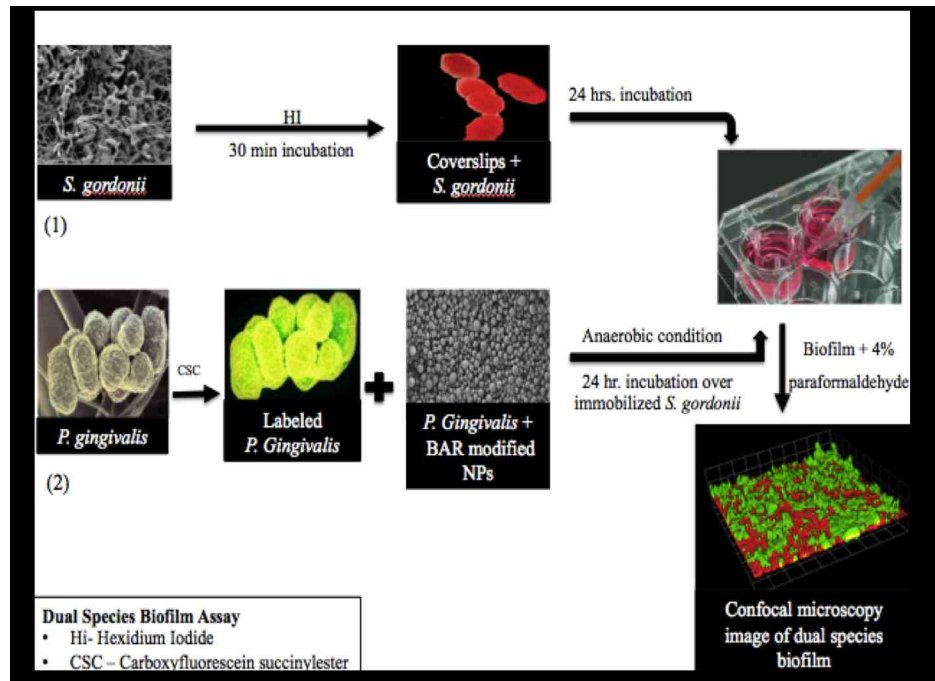 HI
30 min incubation
24 hrs. incubation
S. gordonii
Coverslips +
S. gordonii
(1)
CSC
P. gingivalis
Labeled
P. Gingivalis
P. Gingivalis +
BAR modified
NPs
Anaerobic condition
24 hr. incubation over
immobilized S. gordonii
Biofilm + 4%
paraformaldehyde
(2)
Confocal microscopy
image of dual species
biofilm
Dual Species Biofilm Assay
• Hi- Hexidium Iodide
• CSC – Carboxyfluorescein succinylester